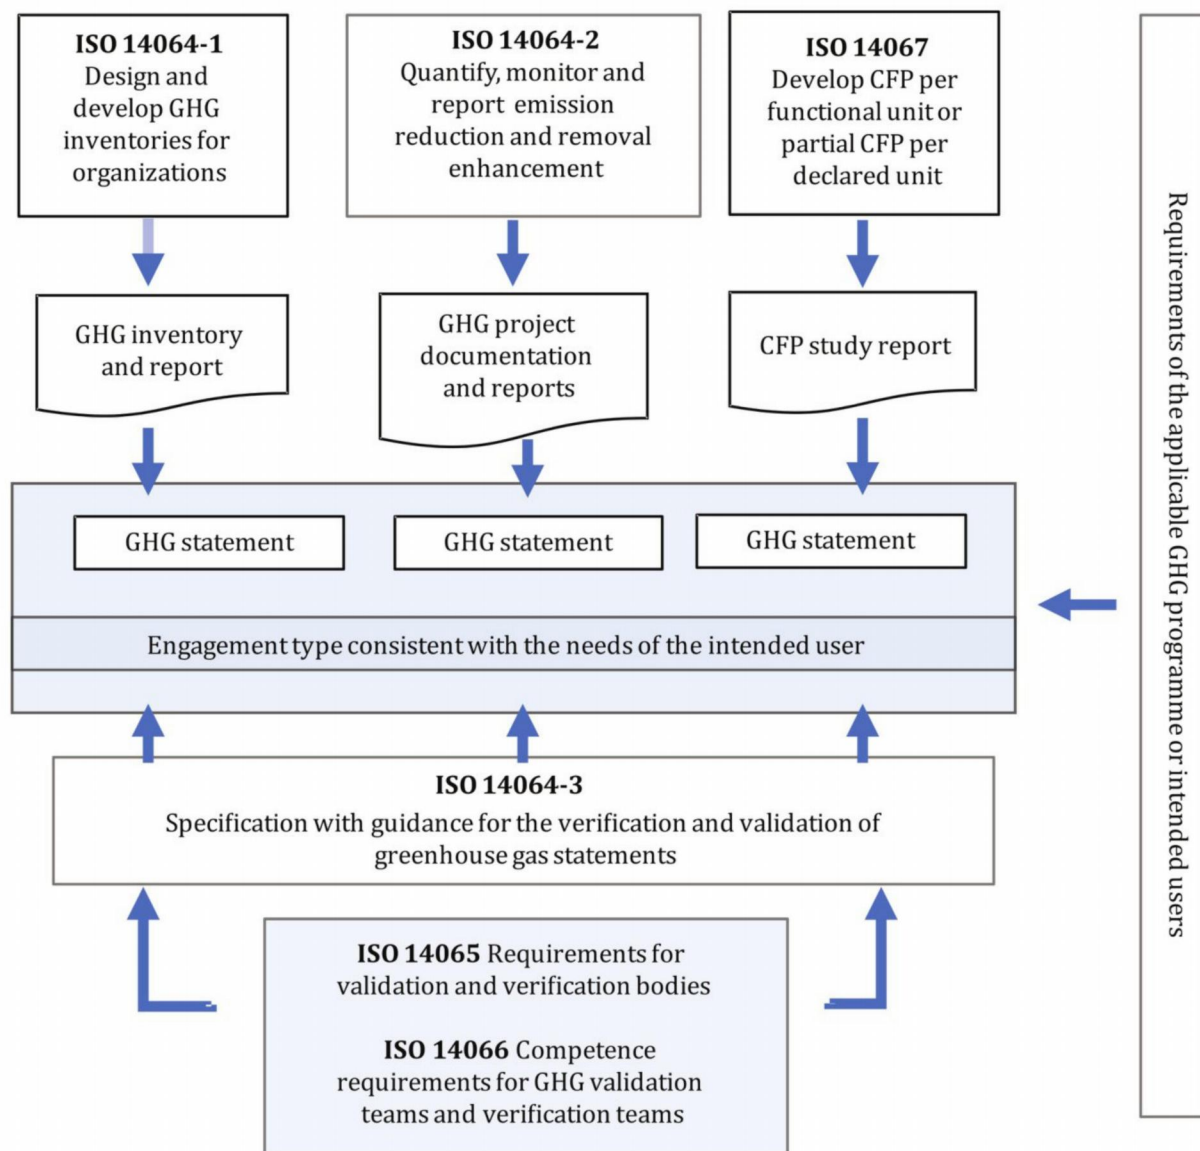 ISO 14064-1
Design and
develop GHG
inventories for
organizations
ISO 14064-2
Quantify, monitor and
report emission
reduction and removal
enhancement
ISO 14067
Develop CFP per
functional unit or
partial CFP per
declared unit
GHG inventory
and report
GHG project
documentation
and reports
CFP study report
GHG statement
GHG statement
GHG statement
Engagement type consistent with the needs of the intended user
ISO 14064-3
Specification with guidance for the verification and validation of
greenhouse gas statements
ISO 14065 Requirements for
validation and verification bodies
ISO 14066 Competence
requirements for GHG validation
teams and verification teams
Requirements of the applicable GHG programme or intended users